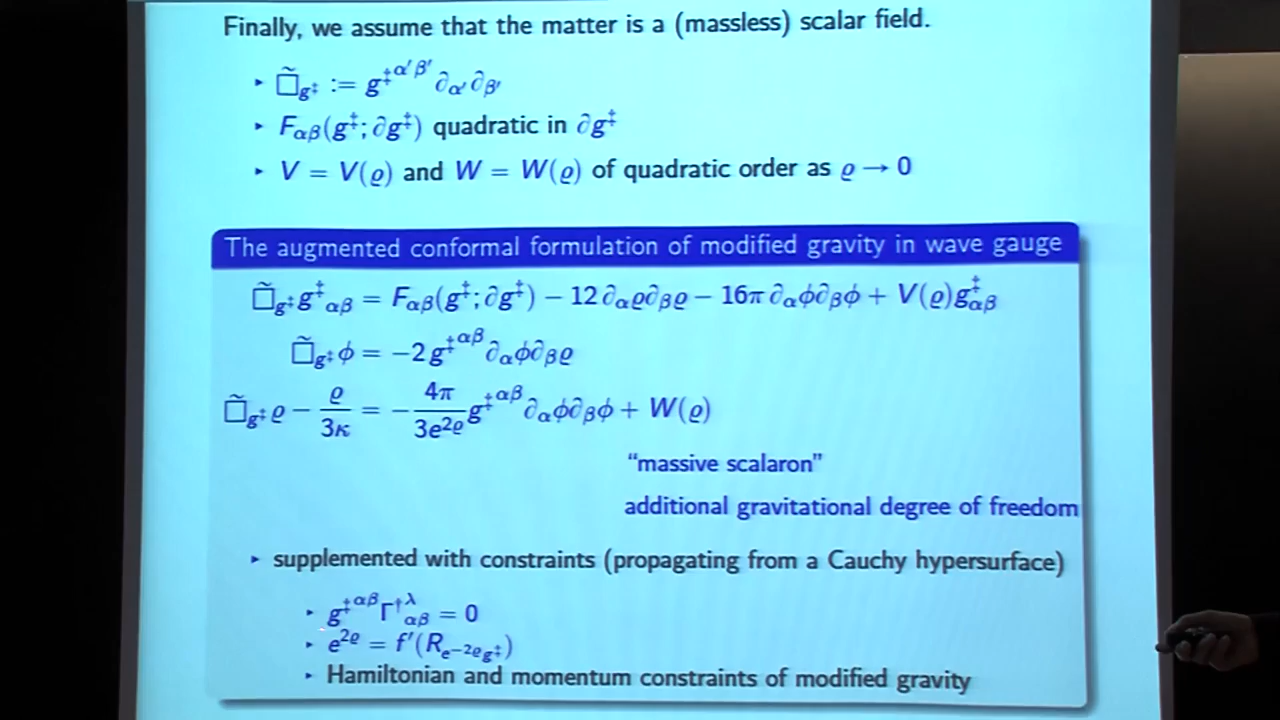 Finally, we assume that the matter is a (massless) scalar field.
‣ □̃_{g‡} := g‡^{α′β′} ∂_{α′}∂_{β′}
‣ F_{αβ}(g‡; ∂g‡) quadratic in ∂g‡
‣ V = V(ϱ) and W = W(ϱ) of quadratic order as ϱ → 0
The augmented conformal formulation of modified gravity in wave gauge
□̃_{g‡} g‡_{αβ} = F_{αβ}(g‡; ∂g‡) − 12 ∂_αϱ∂_βϱ − 16π ∂_αϕ∂_βϕ + V(ϱ)g‡_{αβ}
□̃_{g‡} ϕ = −2 g‡^{αβ}∂_αϕ∂_βϱ
□̃_{g‡} ϱ − ϱ/3κ = − 4π/3e^{2ϱ} g‡^{αβ}∂_αϕ∂_βϕ + W(ϱ)
“massive scalaron”
additional gravitational degree of freedom
‣ supplemented with constraints (propagating from a Cauchy hypersurface)
‣ g‡^{αβ}Γ†^λ_{αβ} = 0
‣ e^{2ϱ} = f′(R_{e^{−2ϱ}g‡})
‣ Hamiltonian and momentum constraints of modified gravity